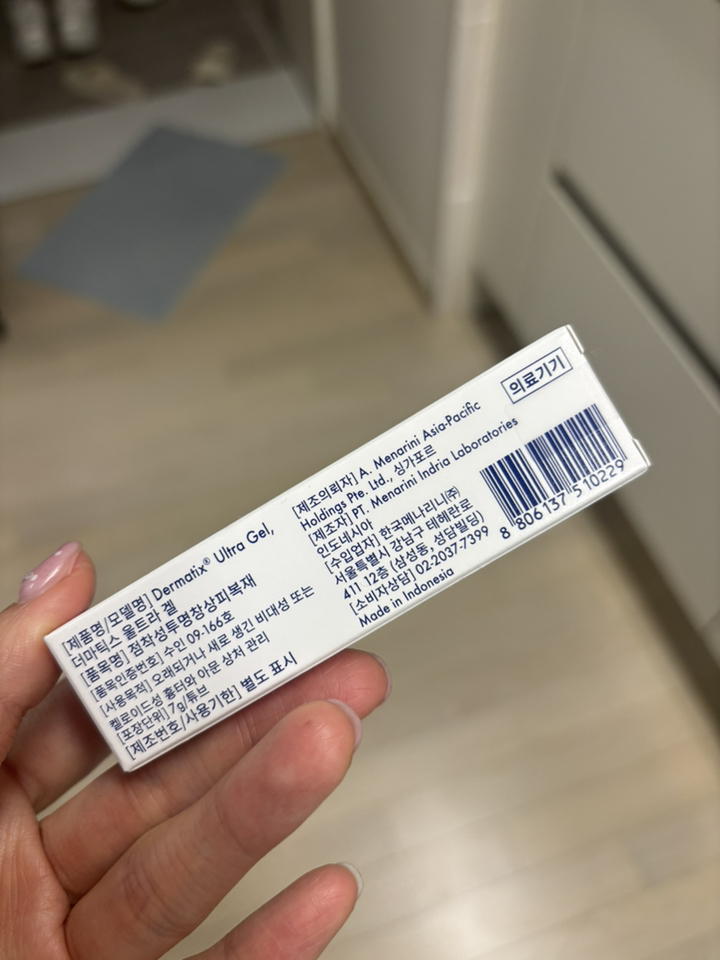 [제품명/모델명] Dermatix® Ultra Gel,
더마틱스 울트라 겔
[품목명] 점착성투명창상피복재
[품목인증번호] 수인 09-166호
[사용목적] 오래되거나 새로 생긴 비대성 또는
켈로이드성 흉터와 아문 상처 관리
[포장단위] 7g/튜브
[제조번호/사용기한] 별도 표시
[제조의뢰자] A. Menarini Asia-Pacific
Holdings Pte. Ltd., 싱가포르
[제조자] PT. Menarini Indria Laboratories
인도네시아
[수입업자] 한국메나리니㈜
서울특별시 강남구 테헤란로
411 12층 (삼성동, 성담빌딩)
[소비자상담] 02-2037-7399
Made in Indonesia
의료기기
8 806137 510229